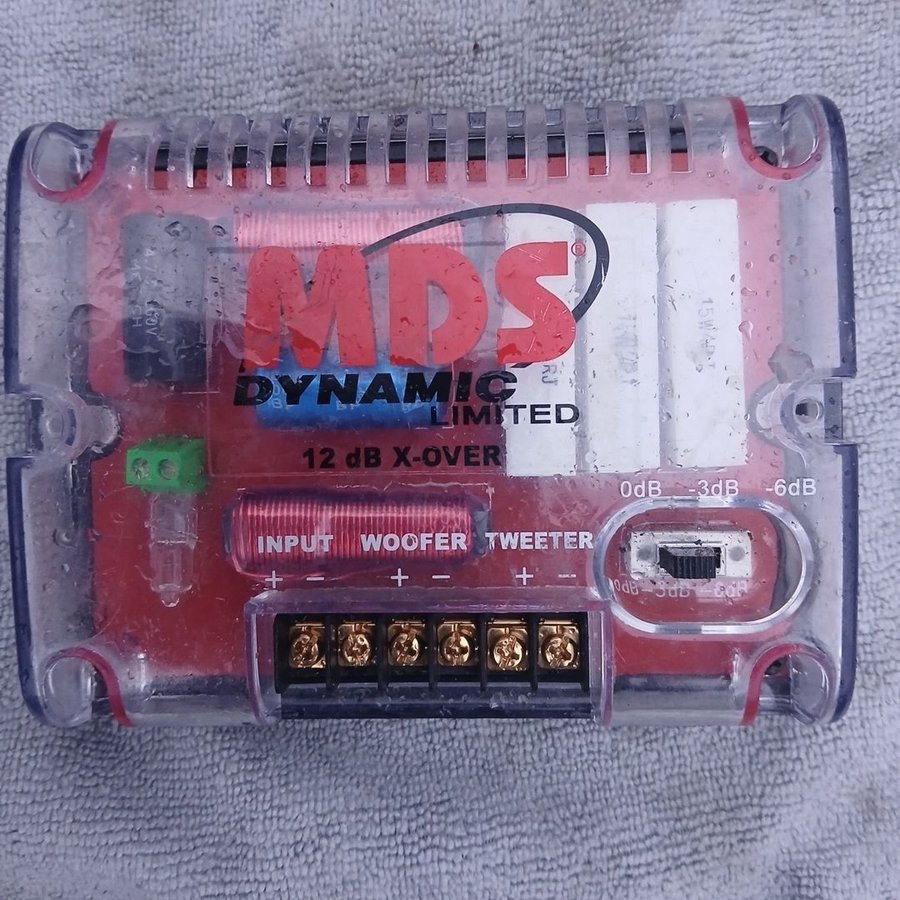 MDS®
DYNAMIC
LIMITED
12 dB X-OVER
0dB -3dB -6dB
INPUT WOOFER TWEETER
+ - + - + -